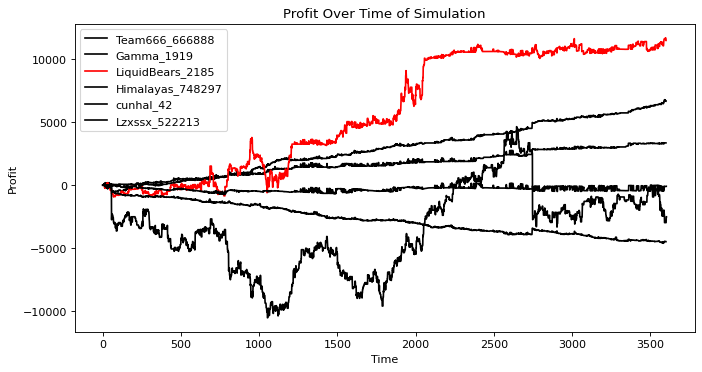 Profit Over Time of Simulation
Team666_666888
Gamma_1919
LiquidBears_2185
Himalayas_748297
cunhal_42
Lzxssx_522213
10000
5000
0
−5000
−10000
Profit
0 500 1000 1500 2000 2500 3000 3500
Time